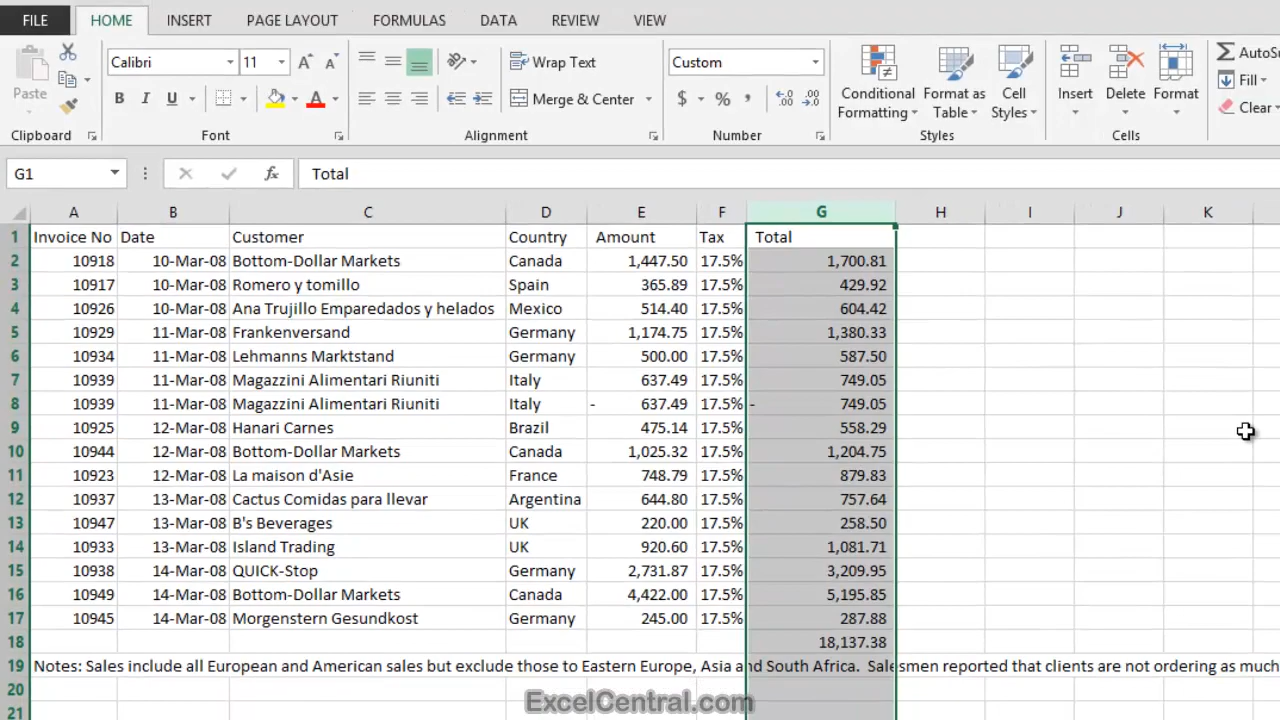 FILE HOME INSERT PAGE LAYOUT FORMULAS DATA REVIEW VIEW
Calibri 11 A A Wrap Text Custom Σ AutoSu
Paste B I U A Merge & Center $ % , Conditional Formatting Format as Table Cell Styles Insert Delete Format Fill Clear
Clipboard Font Alignment Number Styles Cells
G1 fx Total
A B C D E F G H I J K
1 Invoice No Date Customer Country Amount Tax Total
2 10918 10-Mar-08 Bottom-Dollar Markets Canada 1,447.50 17.5% 1,700.81
3 10917 10-Mar-08 Romero y tomillo Spain 365.89 17.5% 429.92
4 10926 10-Mar-08 Ana Trujillo Emparedados y helados Mexico 514.40 17.5% 604.42
5 10929 11-Mar-08 Frankenversand Germany 1,174.75 17.5% 1,380.33
6 10934 11-Mar-08 Lehmanns Marktstand Germany 500.00 17.5% 587.50
7 10939 11-Mar-08 Magazzini Alimentari Riuniti Italy 637.49 17.5% 749.05
8 10939 11-Mar-08 Magazzini Alimentari Riuniti Italy - 637.49 17.5% - 749.05
9 10925 12-Mar-08 Hanari Carnes Brazil 475.14 17.5% 558.29
10 10944 12-Mar-08 Bottom-Dollar Markets Canada 1,025.32 17.5% 1,204.75
11 10923 12-Mar-08 La maison d'Asie France 748.79 17.5% 879.83
12 10937 13-Mar-08 Cactus Comidas para llevar Argentina 644.80 17.5% 757.64
13 10947 13-Mar-08 B's Beverages UK 220.00 17.5% 258.50
14 10933 13-Mar-08 Island Trading UK 920.60 17.5% 1,081.71
15 10938 14-Mar-08 QUICK-Stop Germany 2,731.87 17.5% 3,209.95
16 10949 14-Mar-08 Bottom-Dollar Markets Canada 4,422.00 17.5% 5,195.85
17 10945 14-Mar-08 Morgenstern Gesundkost Germany 245.00 17.5% 287.88
18 18,137.38
19 Notes: Sales include all European and American sales but exclude those to Eastern Europe, Asia and South Africa. Salesmen reported that clients are not ordering as much
20
21
ExcelCentral.com